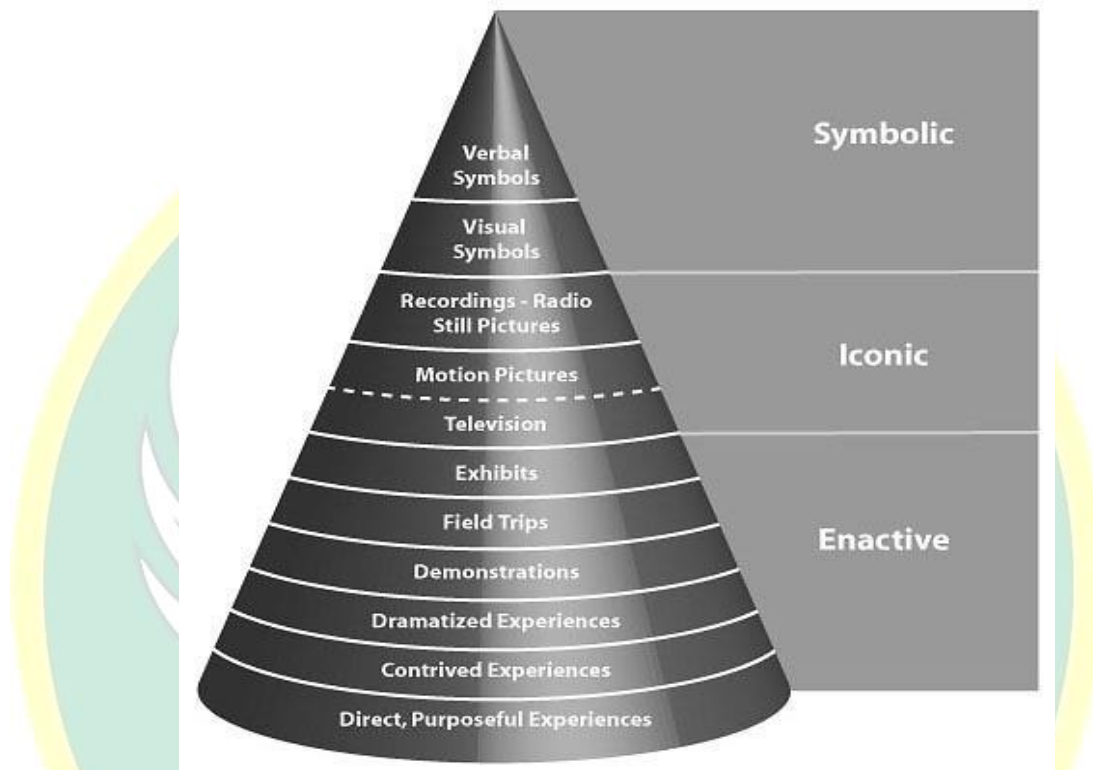 Verbal
Symbols
Visual
Symbols
Recordings - Radio
Still Pictures
Motion Pictures
Television
Exhibits
Field Trips
Demonstrations
Dramatized Experiences
Contrived Experiences
Direct, Purposeful Experiences
Symbolic
Iconic
Enactive